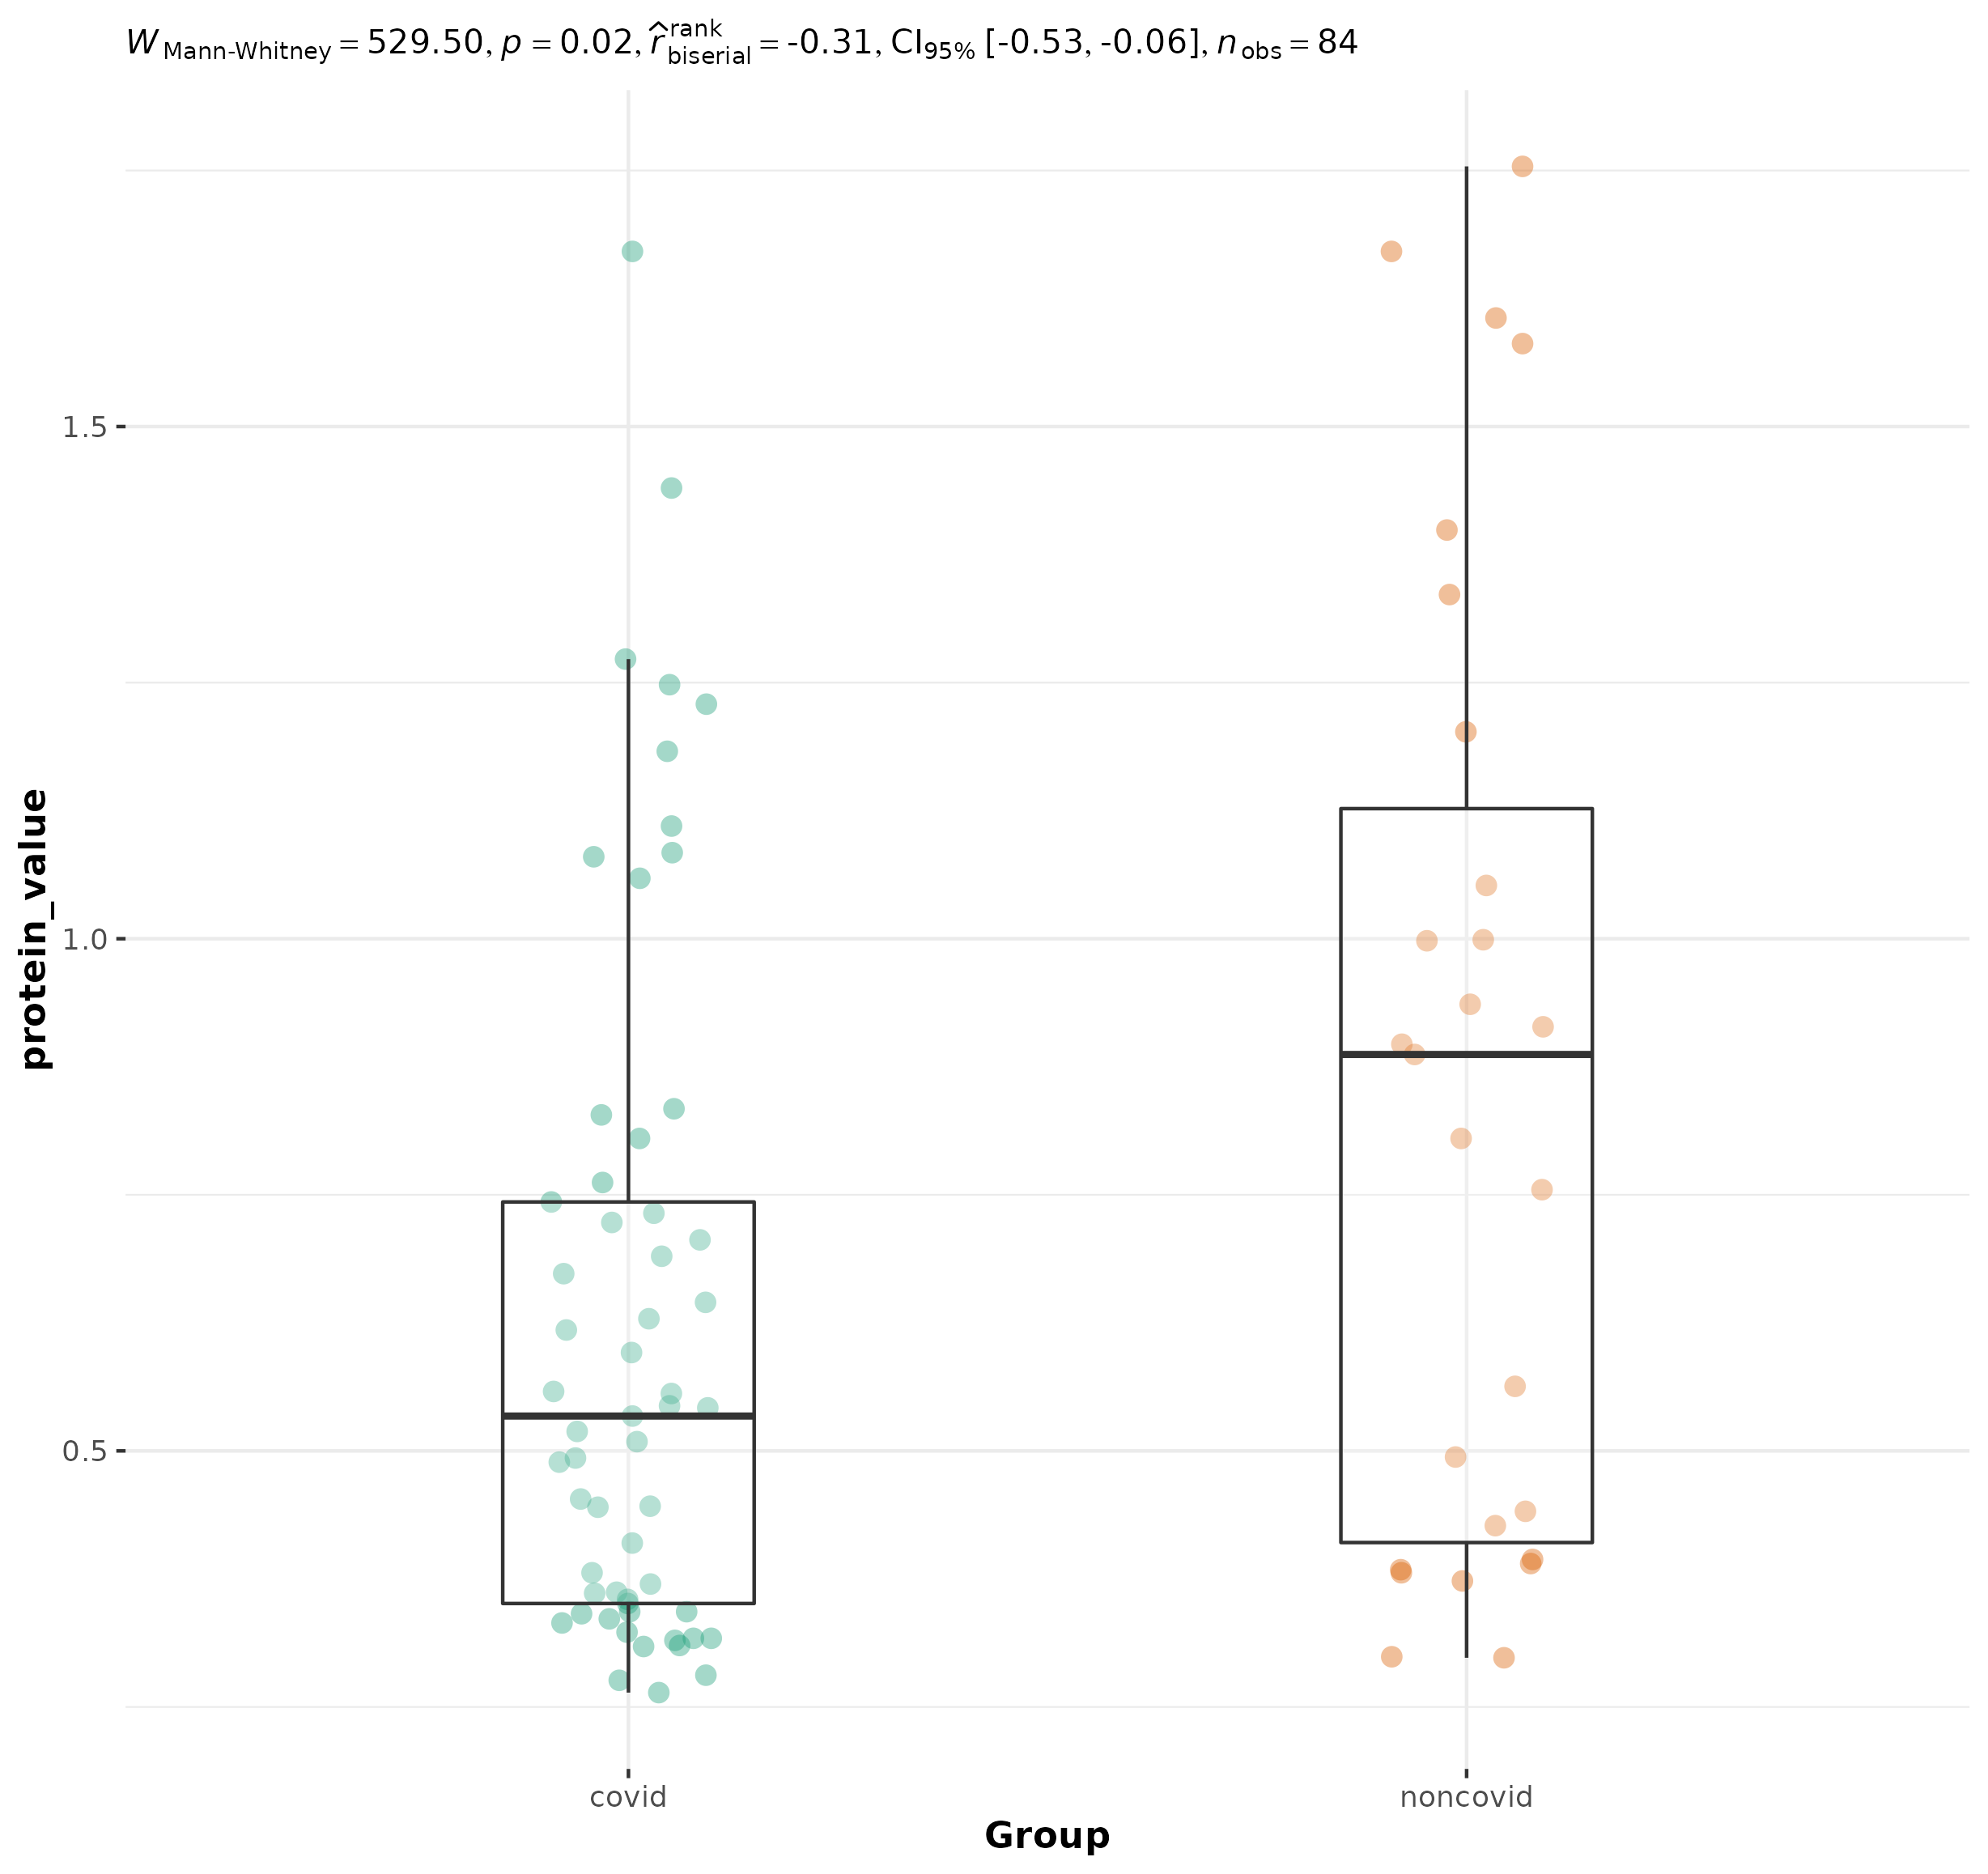 W Mann-Whitney = 529.50, p = 0.02, r̂ rank biserial = -0.31, CI95% [-0.53, -0.06], n obs = 84
1.5
1.0
0.5
protein_value
covid noncovid
Group